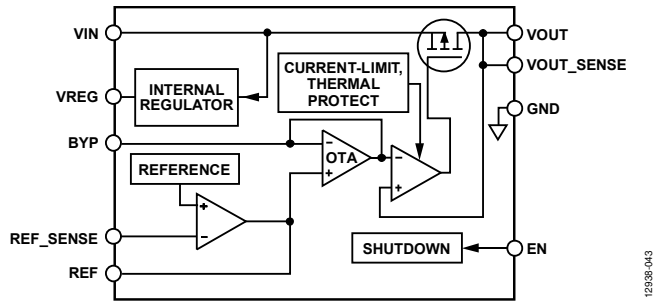 VIN
VOUT
VOUT_SENSE
CURRENT-LIMIT,
THERMAL
PROTECT
INTERNAL
REGULATOR
VREG
GND
BYP
–
OTA
+
–
+
REFERENCE
+
–
REF_SENSE
REF
SHUTDOWN
EN
12938-043